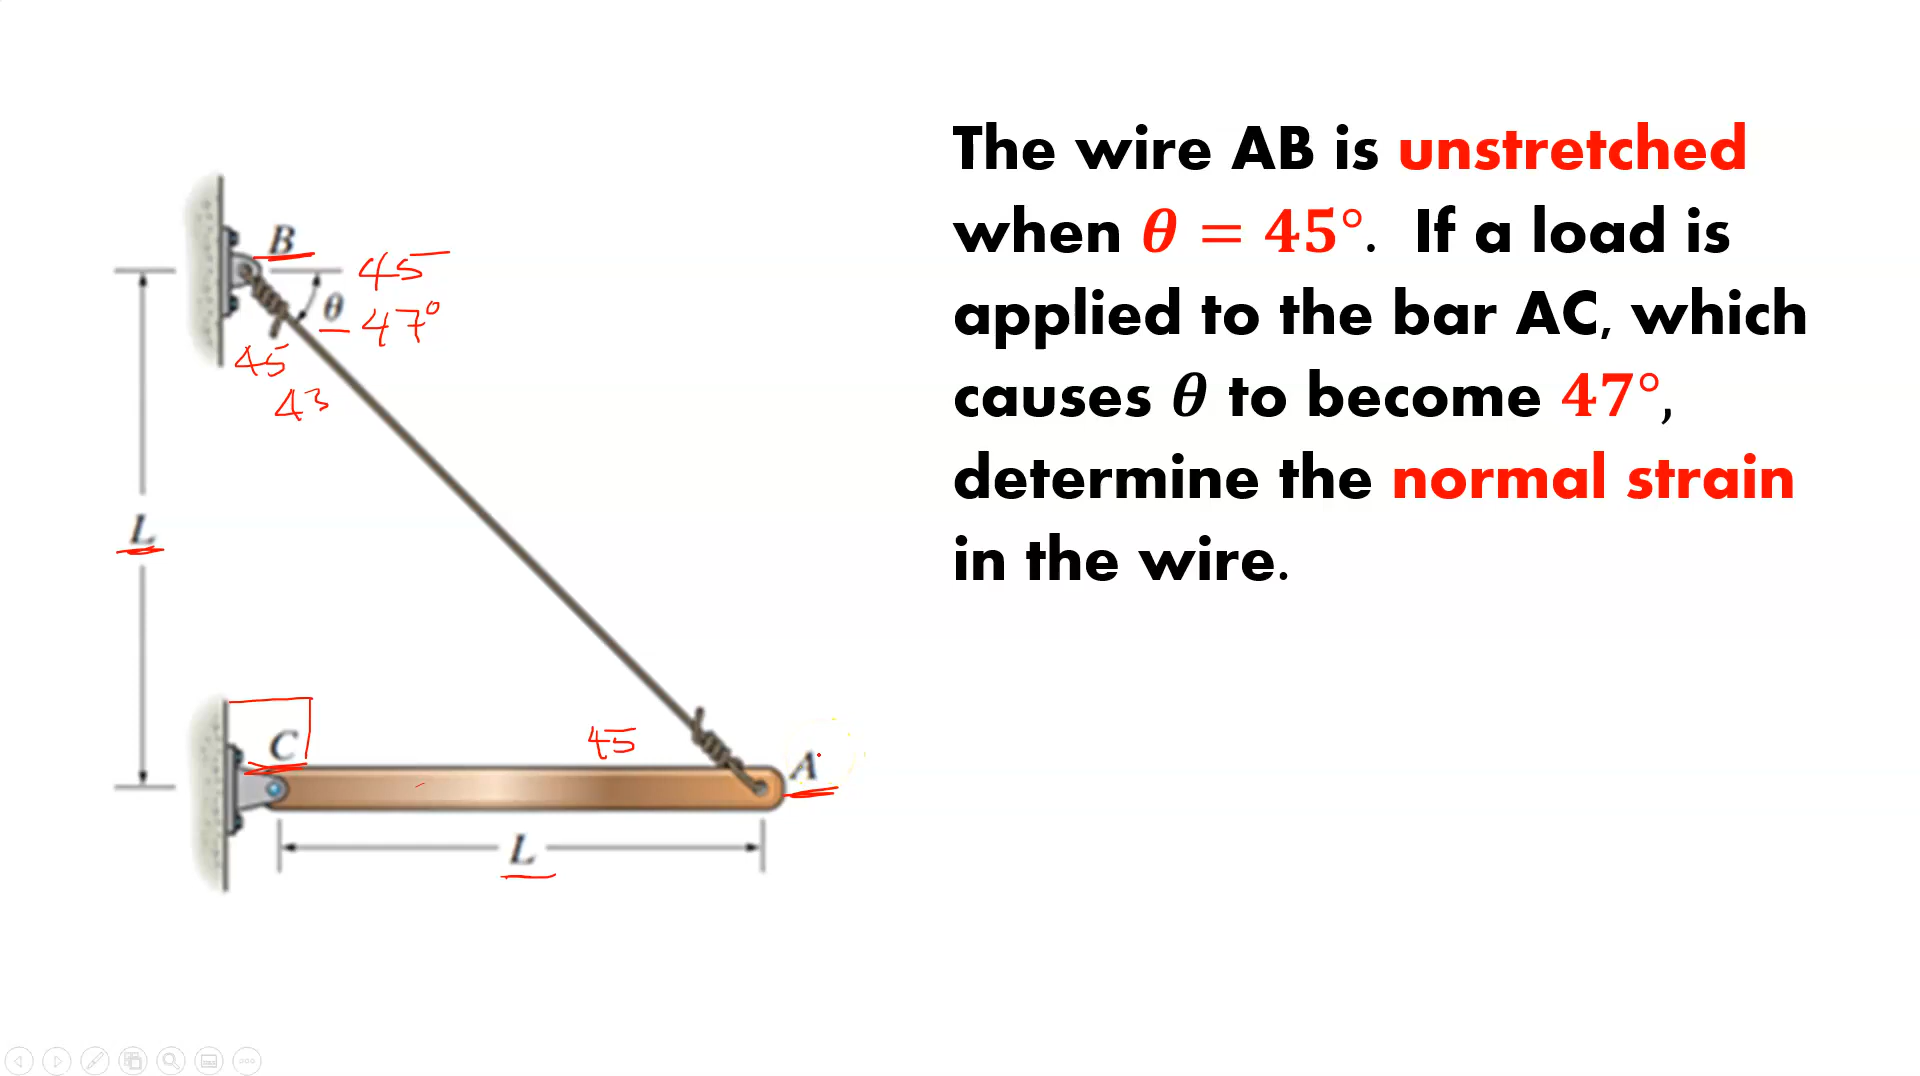 The wire AB is unstretched
when θ = 45°. If a load is
applied to the bar AC, which
causes θ to become 47°,
determine the normal strain
in the wire.
B
45
θ
47°
45
43
L
C
45
A
L